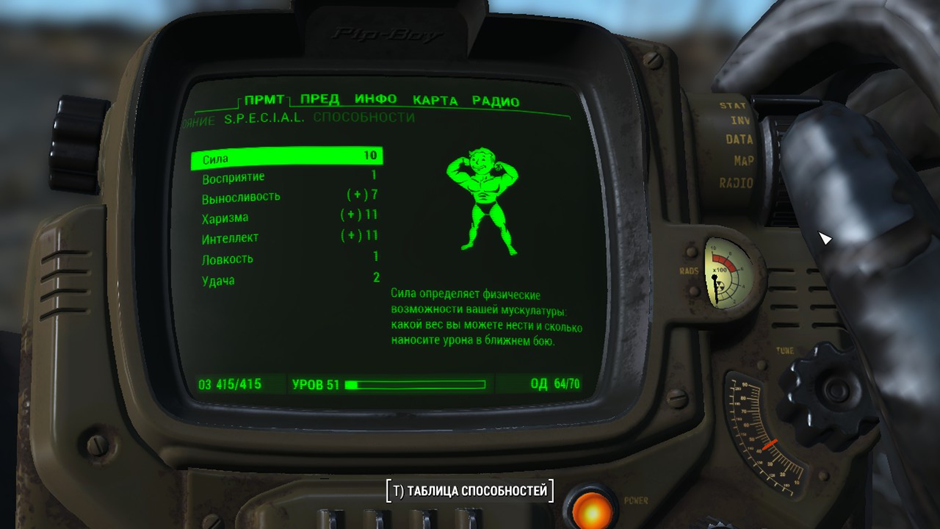 Pip-Boy
ПРМТ ПРЕД ИНФО КАРТА РАДИО
ЯНИЕ S.P.E.C.I.A.L. СПОСОБНОСТИ
Сила 10
Восприятие 1
Выносливость (+) 7
Харизма (+) 11
Интеллект (+) 11
Ловкость 1
Удача 2
Сила определяет физические
возможности вашей мускулатуры:
какой вес вы можете нести и сколько
наносите урона в ближнем бою.
ОЗ 415/415 УРОВ 51 ОД 64/70
STAT
INV
DATA
MAP
RADIO
RADS
x100
TUNE
POWER
T) ТАБЛИЦА СПОСОБНОСТЕЙ